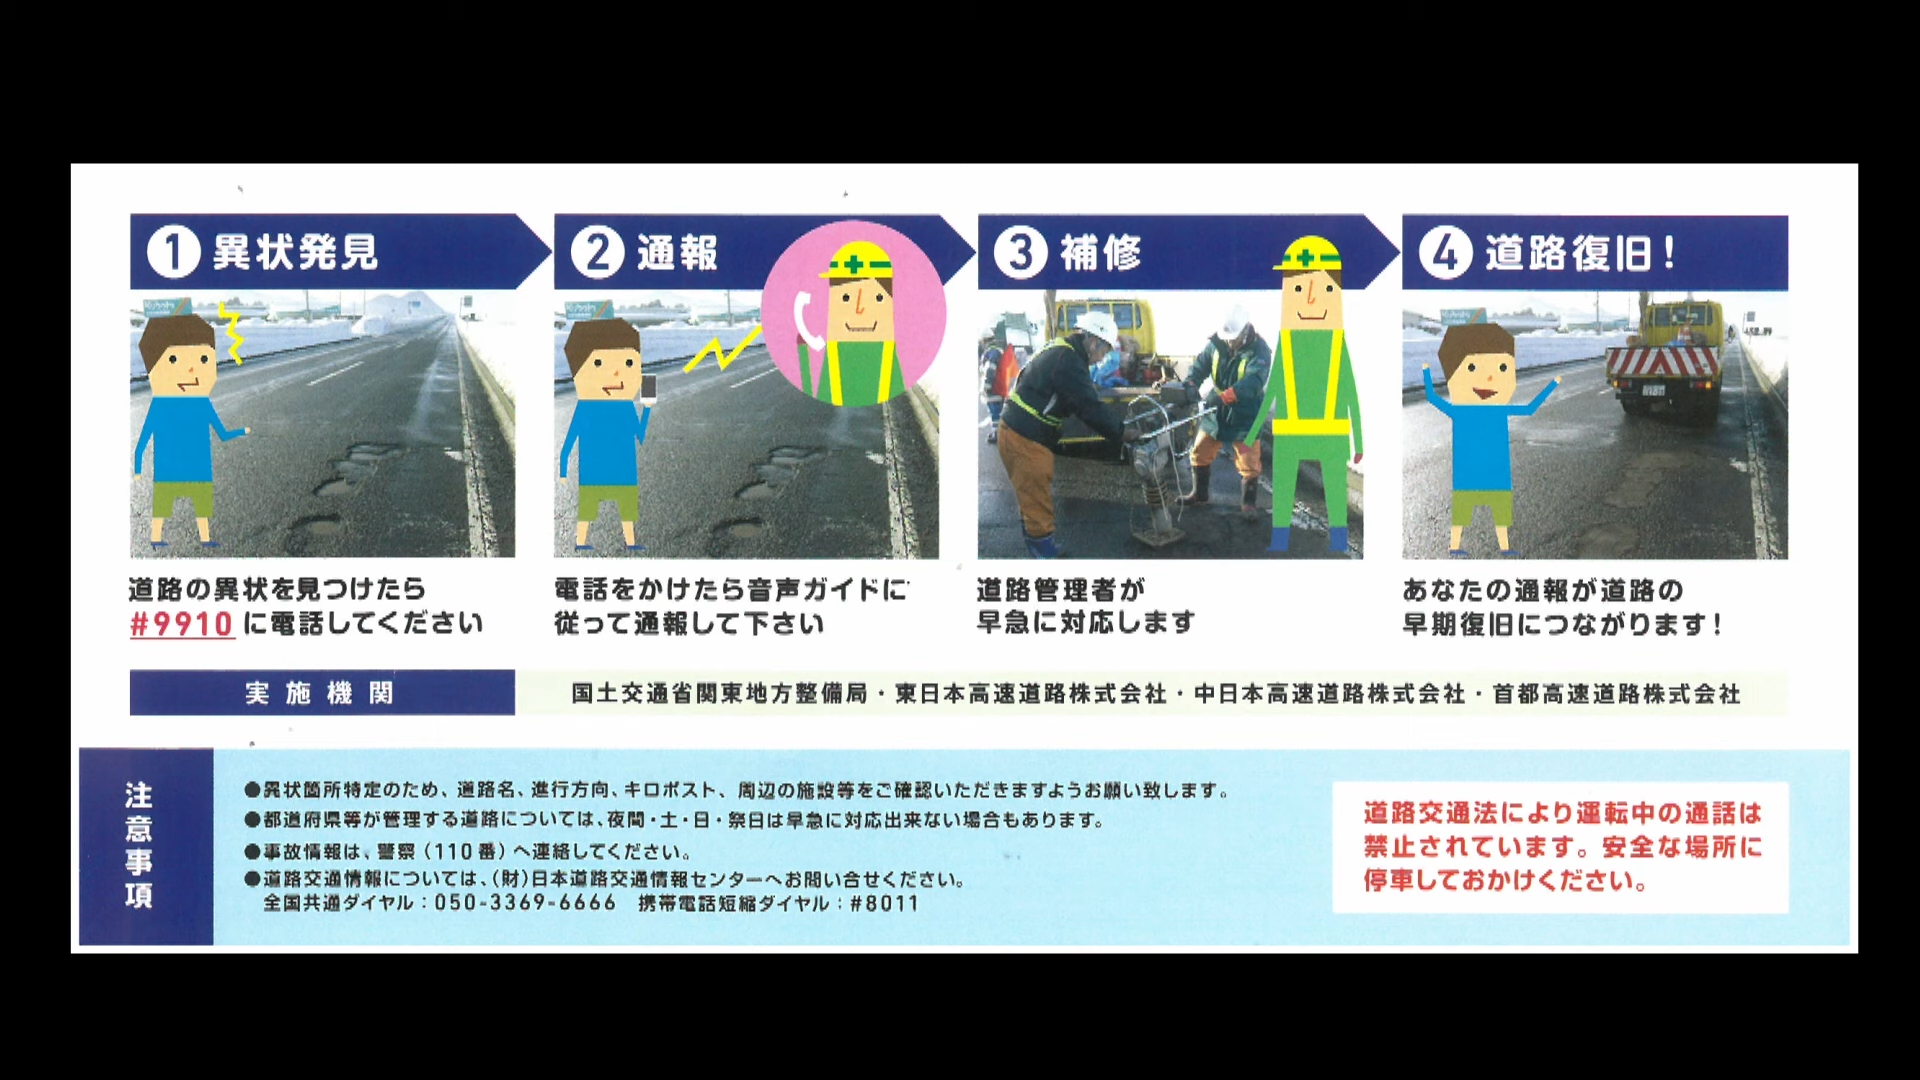 1 異状発見
2 通報
3 補修
4 道路復旧！
道路の異状を見つけたら
#9910 に電話してください
電話をかけたら音声ガイドに
従って通報して下さい
道路管理者が
早急に対応します
あなたの通報が道路の
早期復旧につながります！
実施機関
国土交通省関東地方整備局・東日本高速道路株式会社・中日本高速道路株式会社・首都高速道路株式会社
注意事項
●異状箇所特定のため、道路名、進行方向、キロポスト、周辺の施設等をご確認いただきますようお願い致します。
●都道府県等が管理する道路については、夜間・土・日・祭日は早急に対応出来ない場合もあります。
●事故情報は、警察（110番）へ連絡してください。
●道路交通情報については、（財）日本道路交通情報センターへお問い合せください。
全国共通ダイヤル：050-3369-6666　携帯電話短縮ダイヤル：#8011
道路交通法により運転中の通話は
禁止されています。安全な場所に
停車しておかけください。